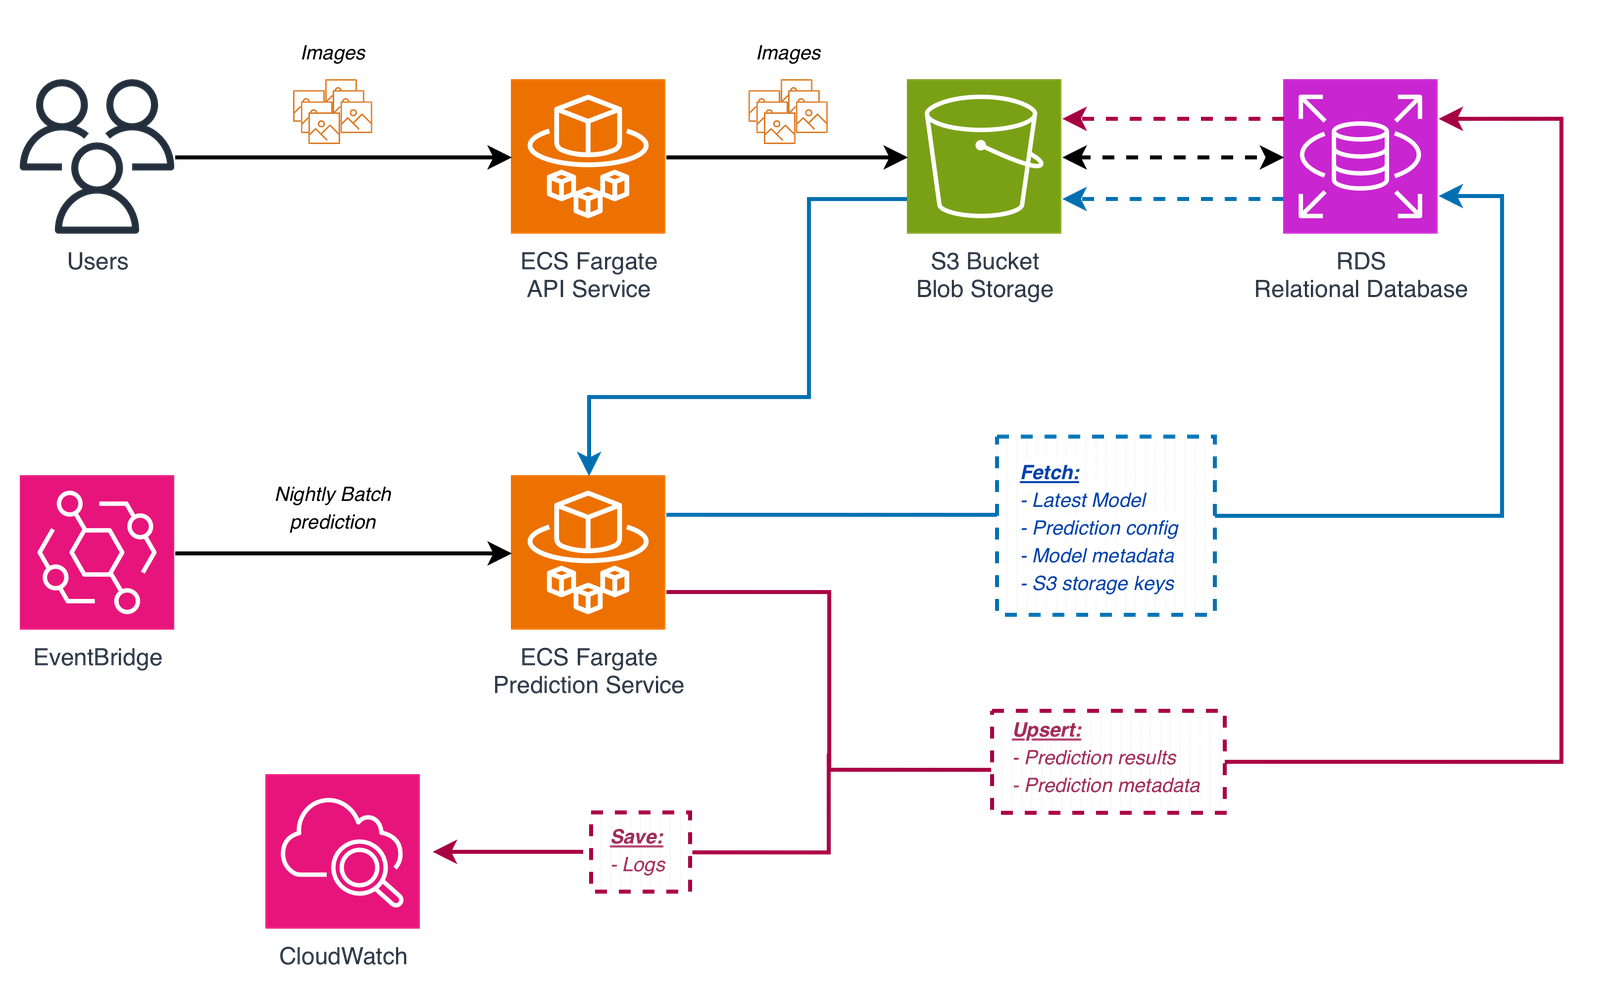 Images
Images
Users
ECS Fargate
API Service
S3 Bucket
Blob Storage
RDS
Relational Database
Nightly Batch
prediction
Fetch:
- Latest Model
- Prediction config
- Model metadata
- S3 storage keys
EventBridge
ECS Fargate
Prediction Service
Upsert:
- Prediction results
- Prediction metadata
Save:
- Logs
CloudWatch